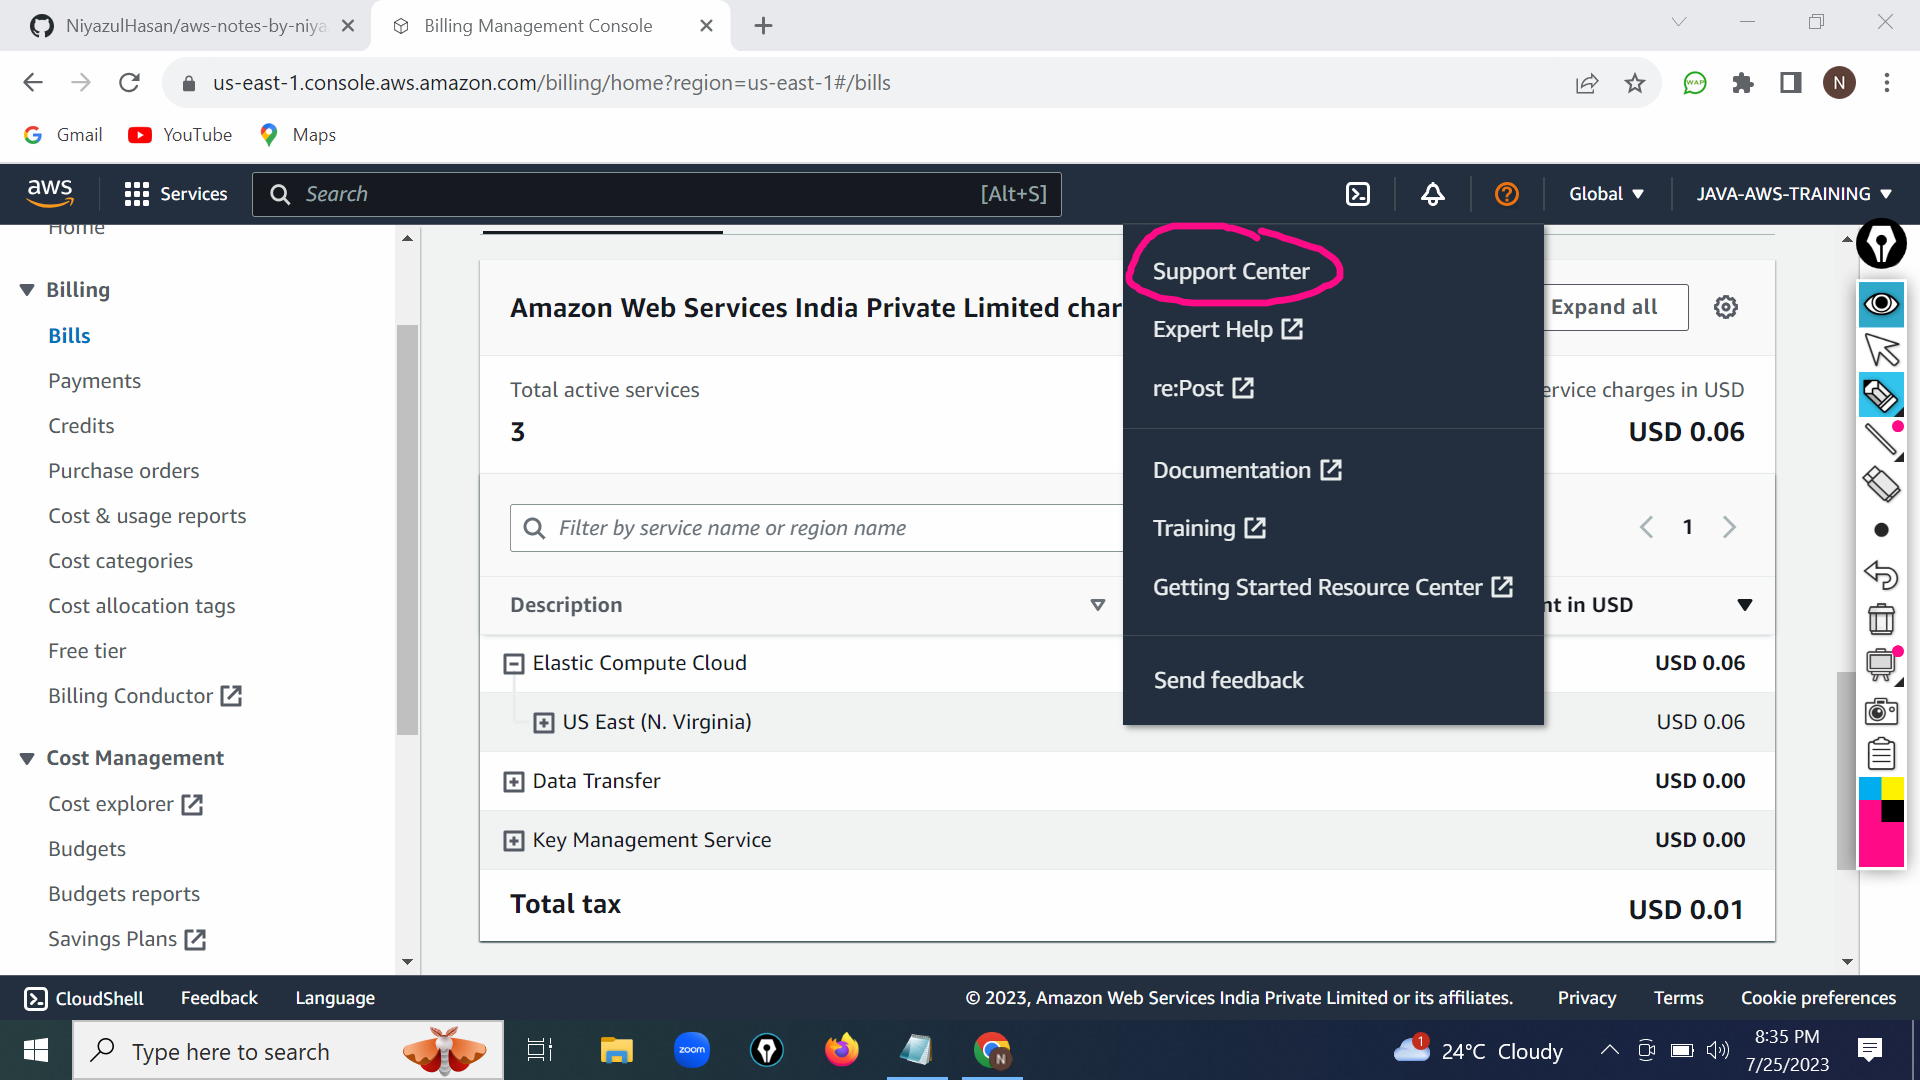 NiyazulHasan/aws-notes-by-niya
Billing Management Console
us-east-1.console.aws.amazon.com/billing/home?region=us-east-1#/bills
N
Gmail
YouTube
Maps
aws
Services
Search
[Alt+S]
Global
JAVA-AWS-TRAINING
Home
Billing
Bills
Payments
Credits
Purchase orders
Cost & usage reports
Cost categories
Cost allocation tags
Free tier
Billing Conductor
Cost Management
Cost explorer
Budgets
Budgets reports
Savings Plans
Amazon Web Services India Private Limited char
Expand all
Total active services
3
ervice charges in USD
USD 0.06
Filter by service name or region name
1
Description
nt in USD
Elastic Compute Cloud
USD 0.06
US East (N. Virginia)
USD 0.06
Data Transfer
USD 0.00
Key Management Service
USD 0.00
Total tax
USD 0.01
Support Center
Expert Help
re:Post
Documentation
Training
Getting Started Resource Center
Send feedback
CloudShell
Feedback
Language
© 2023, Amazon Web Services India Private Limited or its affiliates.
Privacy
Terms
Cookie preferences
Type here to search
zoom
N
1
24°C Cloudy
8:35 PM
7/25/2023